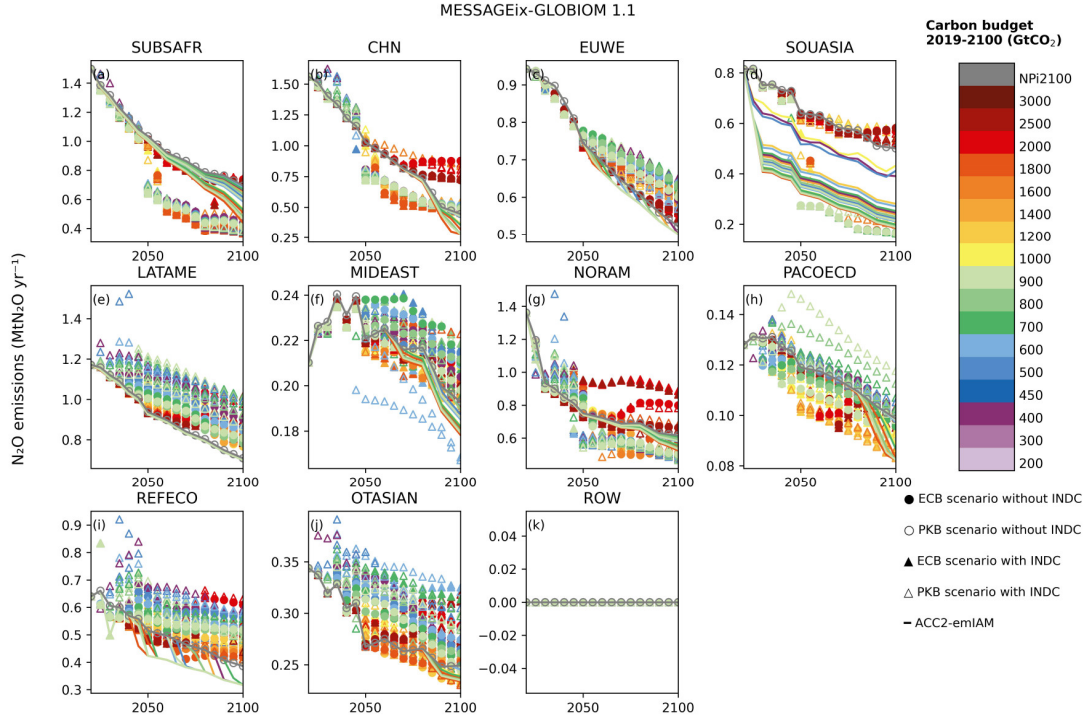 MESSAGEix-GLOBIOM 1.1
Carbon budget
2019-2100 (GtCO₂)
SUBSAFR
CHN
EUWE
SOUASIA
(a)
(b)
(c)
(d)
1.4
1.2
1.0
0.8
0.6
0.4
2050
2100
1.50
1.25
1.00
0.75
0.50
0.25
2050
2100
0.9
0.8
0.7
0.6
0.5
2050
2100
0.8
0.6
0.4
0.2
2050
2100
NPi2100
3000
2500
2000
1800
1600
1400
1200
1000
900
800
700
600
500
450
400
300
200
N₂O emissions (MtN₂O yr⁻¹)
LATAME
MIDEAST
NORAM
PACOECD
(e)
(f)
(g)
(h)
1.4
1.2
1.0
0.8
2050
2100
0.24
0.22
0.20
0.18
2050
2100
1.4
1.2
1.0
0.8
0.6
2050
2100
0.14
0.12
0.10
0.08
2050
2100
REFECO
OTASIAN
ROW
(i)
(j)
(k)
0.9
0.8
0.7
0.6
0.5
0.4
0.3
2050
2100
0.35
0.30
0.25
2050
2100
0.04
0.02
0.00
−0.02
−0.04
2050
2100
ECB scenario without INDC
PKB scenario without INDC
ECB scenario with INDC
PKB scenario with INDC
ACC2-emIAM